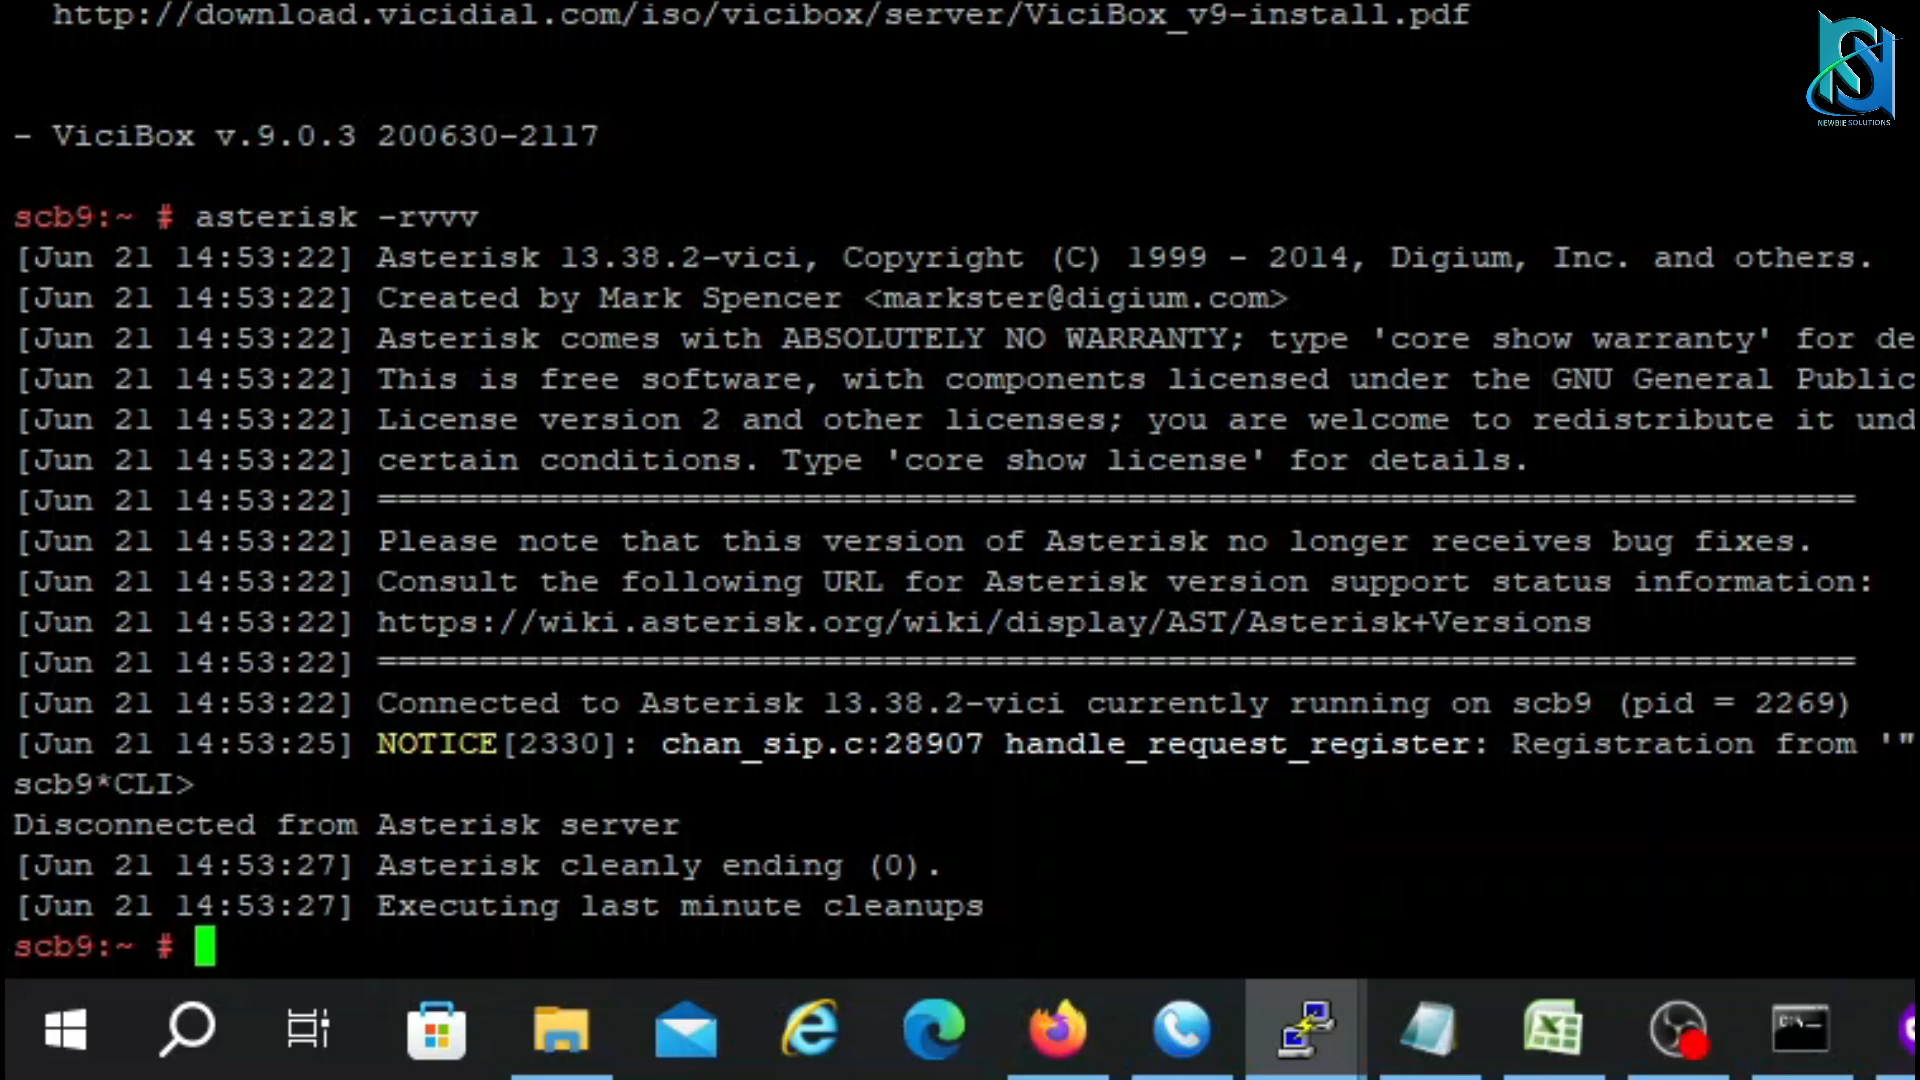 http://download.vicidial.com/iso/vicibox/server/ViciBox_v9-install.pdf
NEWBIE SOLUTIONS
- ViciBox v.9.0.3 200630-2117
scb9:~ # asterisk -rvvv
[Jun 21 14:53:22] Asterisk 13.38.2-vici, Copyright (C) 1999 - 2014, Digium, Inc. and others.
[Jun 21 14:53:22] Created by Mark Spencer <markster@digium.com>
[Jun 21 14:53:22] Asterisk comes with ABSOLUTELY NO WARRANTY; type 'core show warranty' for de
[Jun 21 14:53:22] This is free software, with components licensed under the GNU General Public
[Jun 21 14:53:22] License version 2 and other licenses; you are welcome to redistribute it und
[Jun 21 14:53:22] certain conditions. Type 'core show license' for details.
[Jun 21 14:53:22] =========================================================================
[Jun 21 14:53:22] Please note that this version of Asterisk no longer receives bug fixes.
[Jun 21 14:53:22] Consult the following URL for Asterisk version support status information:
[Jun 21 14:53:22] https://wiki.asterisk.org/wiki/display/AST/Asterisk+Versions
[Jun 21 14:53:22] =========================================================================
[Jun 21 14:53:22] Connected to Asterisk 13.38.2-vici currently running on scb9 (pid = 2269)
[Jun 21 14:53:25] NOTICE[2330]: chan_sip.c:28907 handle_request_register: Registration from '"
scb9*CLI>
Disconnected from Asterisk server
[Jun 21 14:53:27] Asterisk cleanly ending (0).
[Jun 21 14:53:27] Executing last minute cleanups
scb9:~ #